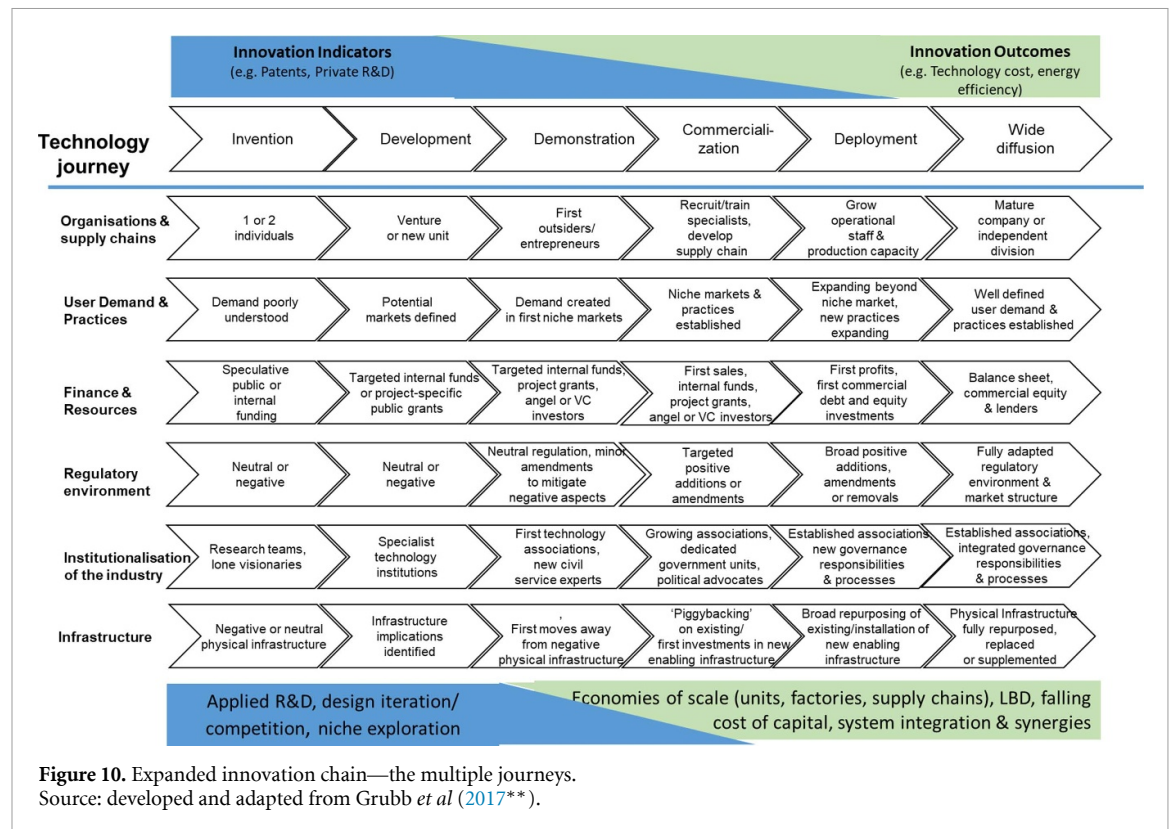 Innovation Indicators
(e.g. Patents, Private R&D)
Innovation Outcomes
(e.g. Technology cost, energy
efficiency)
Technology
journey
Invention
Development
Demonstration
Commerciali-
zation
Deployment
Wide
diffusion
Organisations &
supply chains
1 or 2
individuals
Venture
or new unit
First
outsiders/
entrepreneurs
Recruit/train
specialists,
develop
supply chain
Grow
operational
staff &
production capacity
Mature
company or
independent
division
User Demand &
Practices
Demand poorly
understood
Potential
markets defined
Demand created
in first niche markets
Niche markets &
practices
established
Expanding beyond
niche market,
new practices
expanding
Well defined
user demand &
practices established
Finance &
Resources
Speculative
public or
internal
funding
Targeted internal funds
or project-specific
public grants
Targeted internal funds,
project grants,
angel or VC
investors
First sales,
internal funds,
project grants,
angel or VC investors
First profits,
first commercial
debt and equity
investments
Balance sheet,
commercial equity
& lenders
Regulatory
environment
Neutral or
negative
Neutral or
negative
Neutral regulation, minor
amendments
to mitigate
negative aspects
Targeted
positive
additions or
amendments
Broad positive
additions,
amendments
or removals
Fully adapted
regulatory
environment &
market structure
Institutionalisation
of the industry
Research teams,
lone visionaries
Specialist
technology
institutions
First technology
associations,
new civil
service experts
Growing associations,
dedicated
government units,
political advocates
Established associations,
new governance
responsibilities
& processes
Established associations,
integrated governance
responsibilities
& processes
Infrastructure
Negative or neutral
physical infrastructure
Infrastructure
implications
identified
,
First moves away
from negative
physical infrastructure
'Piggybacking'
on existing/
first investments in new
enabling infrastructure
Broad repurposing of
existing/installation of
new enabling
infrastructure
Physical Infrastructure
fully repurposed,
replaced
or supplemented
Applied R&D, design iteration/
competition, niche exploration
Economies of scale (units, factories, supply chains), LBD, falling
cost of capital, system integration & synergies
Figure 10. Expanded innovation chain—the multiple journeys.
Source: developed and adapted from Grubb et al (2017**).